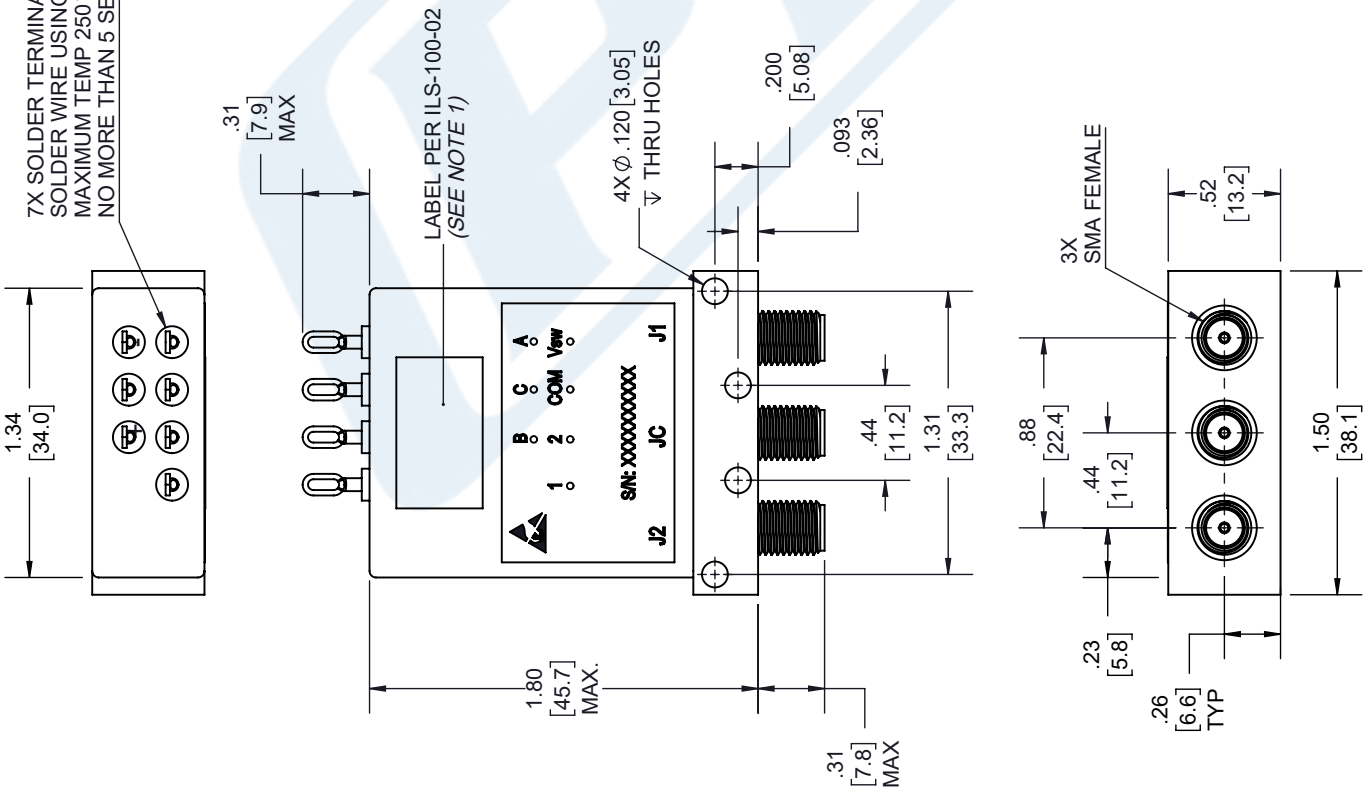 7X SOLDER TERMINA
SOLDER WIRE USING
MAXIMUM TEMP 250
NO MORE THAN 5 SE
1.34
[34.0]
.31
[7.9]
MAX
LABEL PER ILS-100-02
(SEE NOTE 1)
A
C
B
Vsw
COM
2
1
S/N: XXXXXXXXXX
J1
JC
J2
4X Ø .120 [3.05]
THRU HOLES
.200
[5.08]
.093
[2.36]
1.80
[45.7]
MAX.
.31
[7.8]
MAX
.44
[11.2]
1.31
[33.3]
3X
SMA FEMALE
.88
[22.4]
.44
[11.2]
.52
[13.2]
.23
[5.8]
.26
[6.6]
TYP
1.50
[38.1]